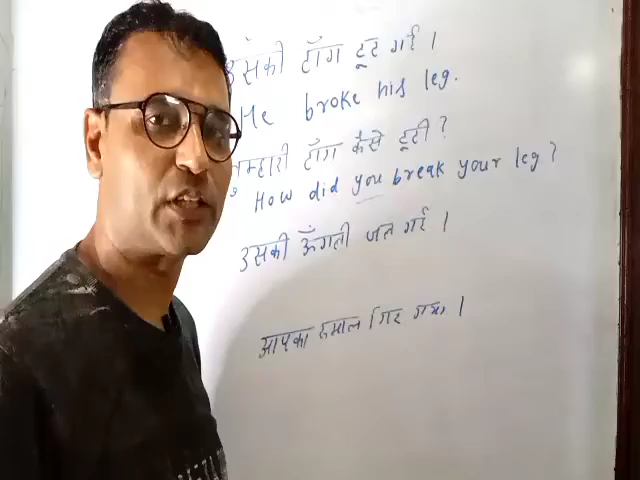 उसकी टाँग टूट गई।
He broke his leg.
तुम्हारी टाँग कैसे टूटी?
How did you break your leg?
उसकी ऊँगली जल गई।
आपका रुमाल गिर गया।